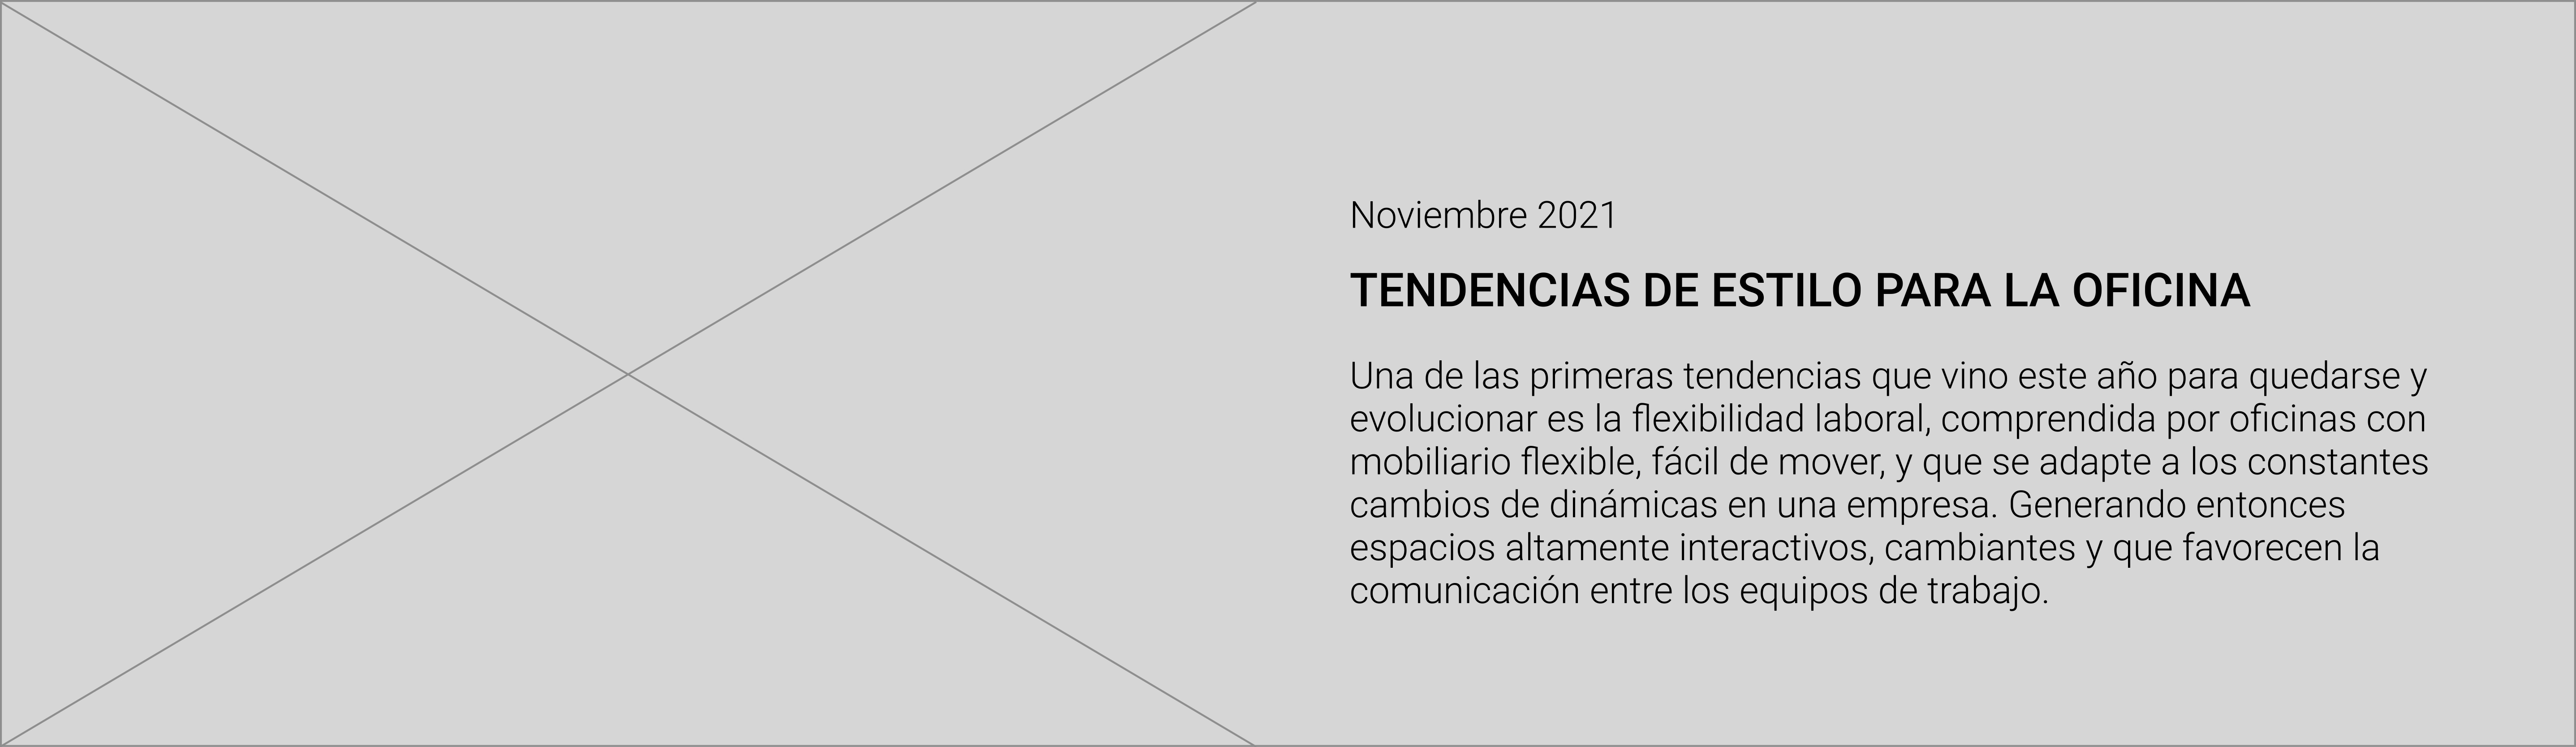 Noviembre 2021
TENDENCIAS DE ESTILO PARA LA OFICINA
Una de las primeras tendencias que vino este año para quedarse y
evolucionar es la flexibilidad laboral, comprendida por oficinas con
mobiliario flexible, fácil de mover, y que se adapte a los constantes
cambios de dinámicas en una empresa. Generando entonces
espacios altamente interactivos, cambiantes y que favorecen la
comunicación entre los equipos de trabajo.